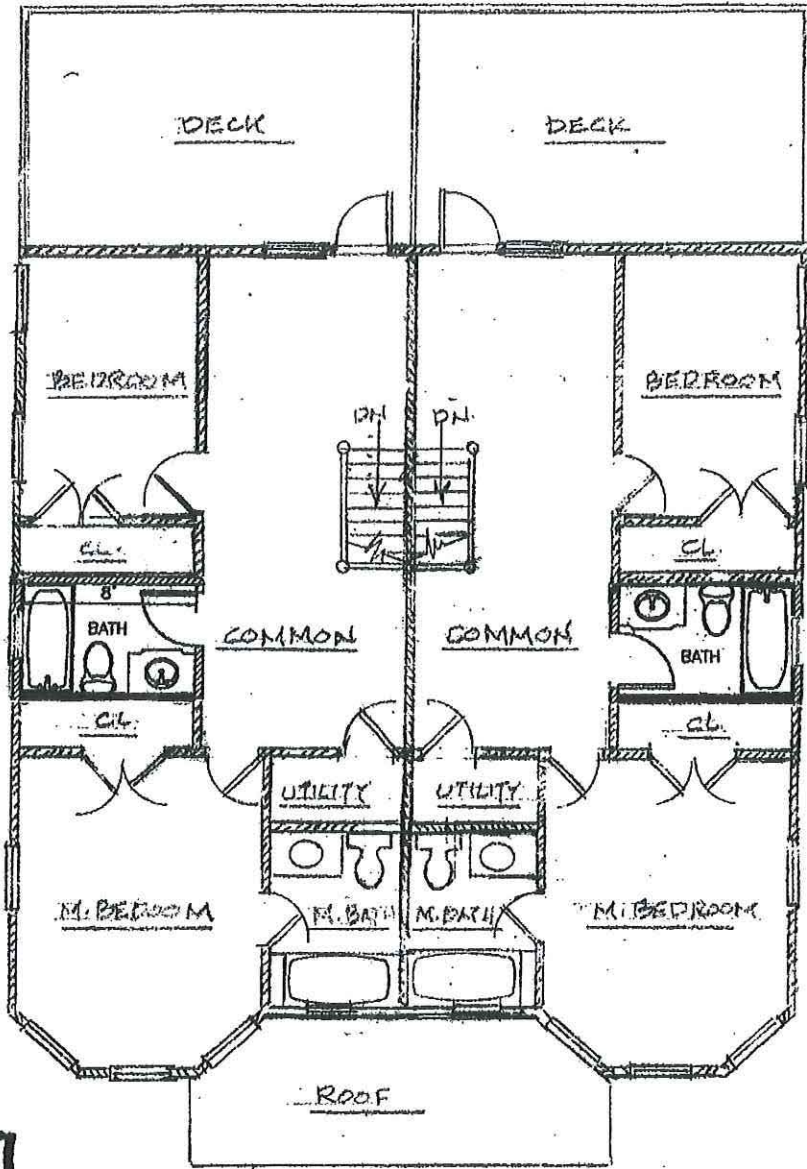 DECK
DECK
BEDROOM
BEDROOM
DN
DN.
CL.
CL.
8'
BATH
BATH
COMMON
COMMON
CL.
CL.
UTILITY
UTILITY
M. BEDOOM
M. BATH
M. BATH
M. BEDROOM
ROOF